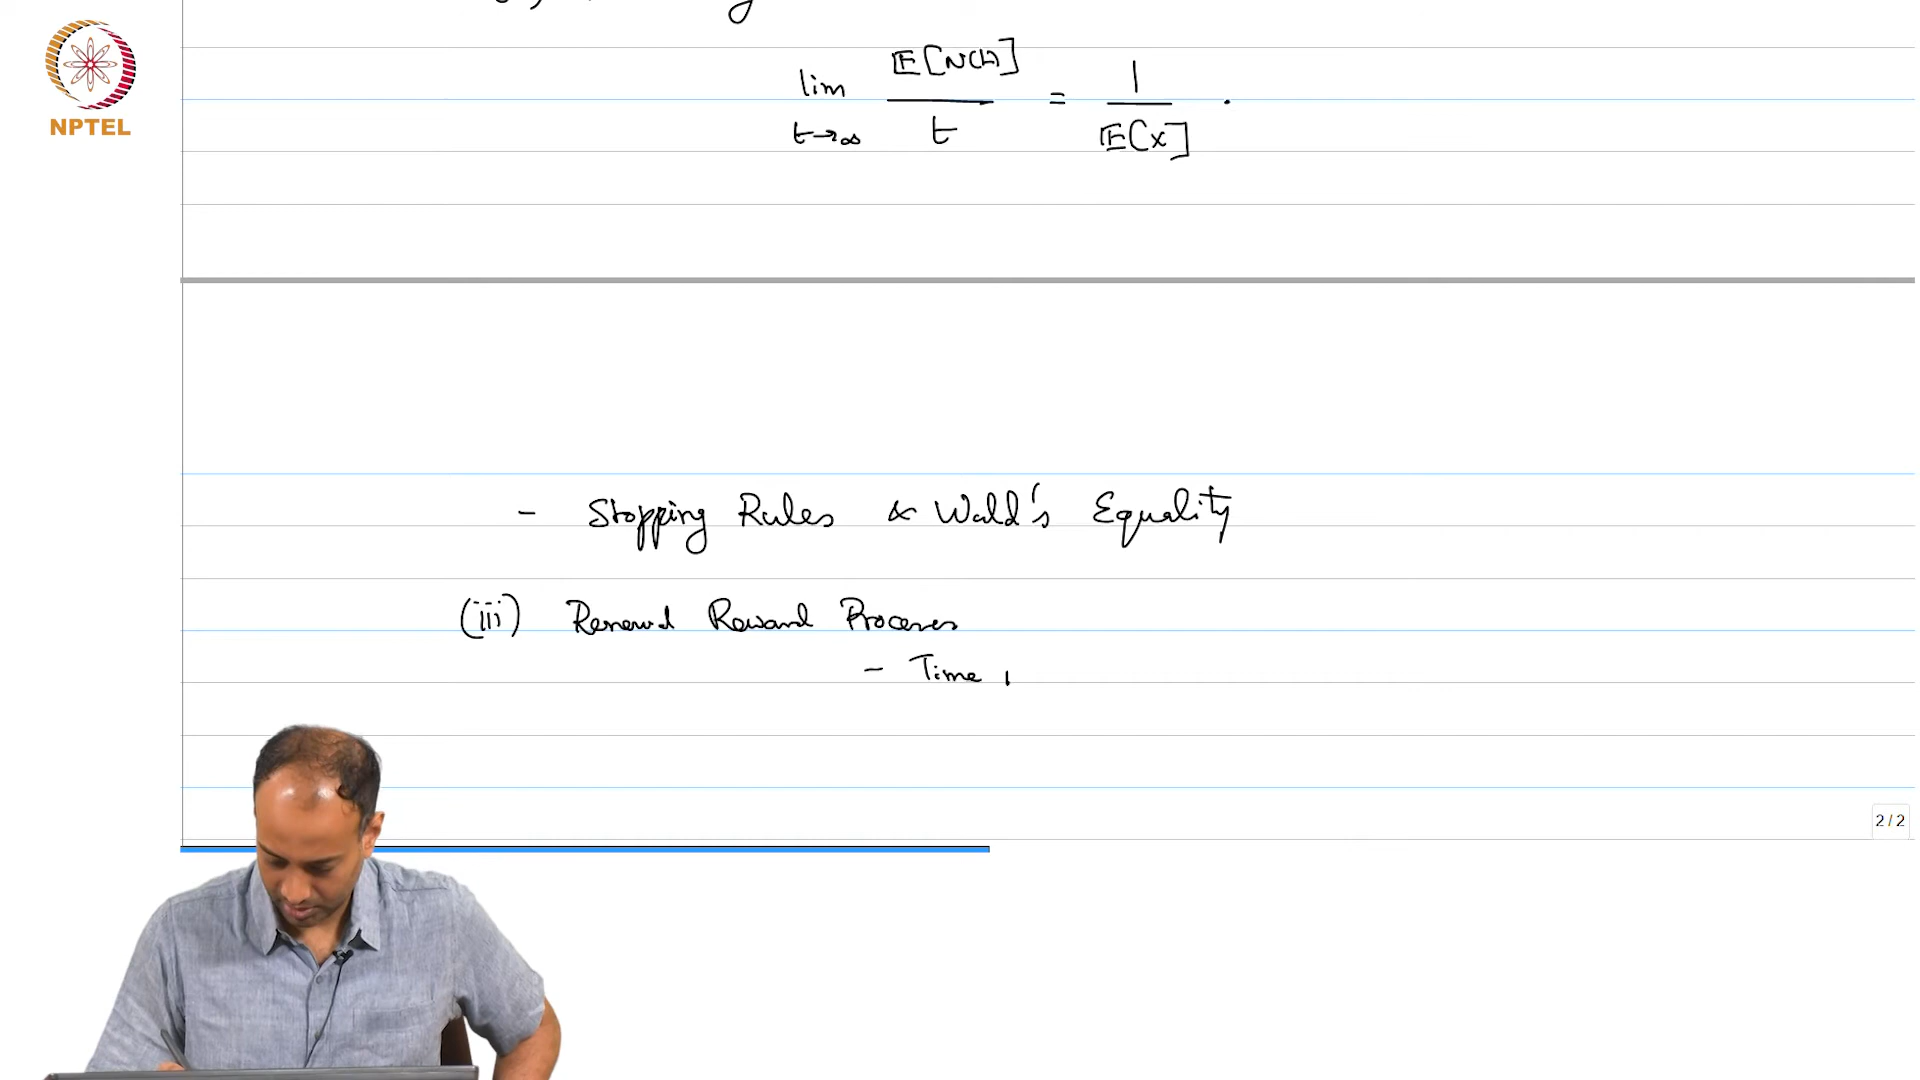 lim E[N(t)] / t = 1 / E[X] .
t→∞
NPTEL
- Stopping Rules & Wald's Equality
(iii) Renewal Reward Processes
- Time
2 / 2